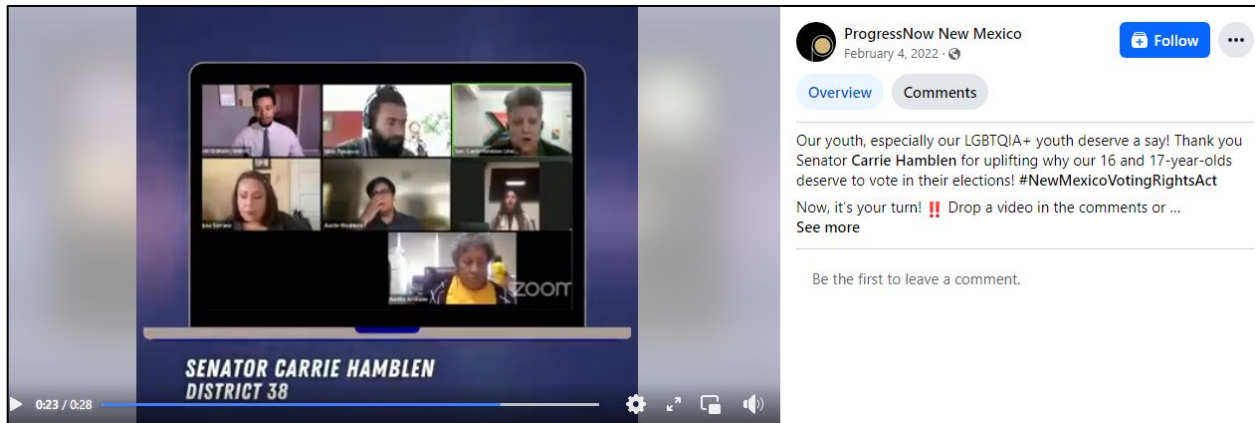 Sen. Carrie Hamblen
zoom
SENATOR CARRIE HAMBLEN
DISTRICT 38
0:23 / 0:28
ProgressNow New Mexico
February 4, 2022 ·
Follow
Overview
Comments
Our youth, especially our LGBTQIA+ youth deserve a say! Thank you
Senator Carrie Hamblen for uplifting why our 16 and 17-year-olds
deserve to vote in their elections! #NewMexicoVotingRightsAct
Now, it's your turn! ‼️ Drop a video in the comments or ...
See more
Be the first to leave a comment.